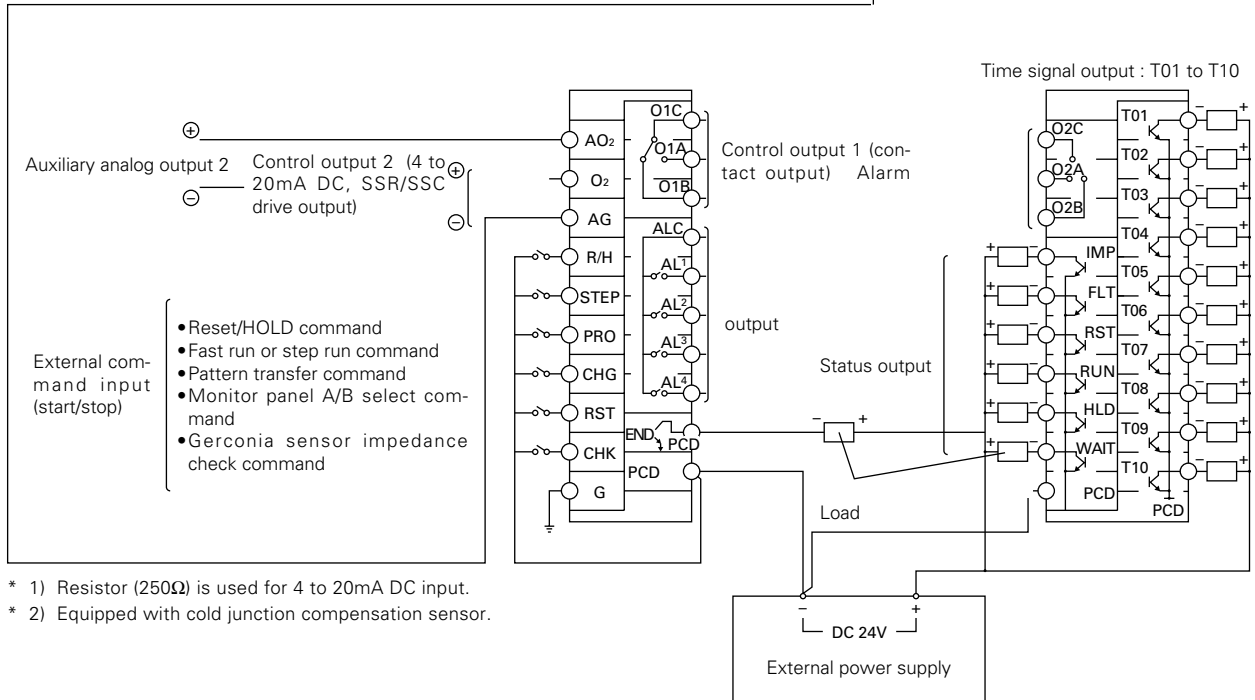 Time signal output : T01 to T10
Auxiliary analog output 2
+
−
Control output 2 (4 to
20mA DC, SSR/SSC
drive output)
+
−
AO2
O2
AG
R/H
STEP
PRO
CHG
RST
CHK
G
O1C
O1A
O1B
ALC
AL1
AL2
AL3
AL4
END
PCD
PCD
Control output 1 (con-
tact output) Alarm
output
External com-
mand input
(start/stop)
•Reset/HOLD command
•Fast run or step run command
•Pattern transfer command
•Monitor panel A/B select com-
mand
•Gerconia sensor impedance
check command
Status output
− +
Load
O2C
O2A
O2B
+ − IMP
+ − FLT
+ − RST
+ − RUN
+ − HLD
+ − WAIT
PCD
T01 − +
T02 − +
T03 − +
T04 − +
T05 − +
T06 − +
T07 − +
T08 − +
T09 − +
T10 − +
PCD
− +
DC 24V
External power supply
* 1) Resistor (250Ω) is used for 4 to 20mA DC input.
* 2) Equipped with cold junction compensation sensor.